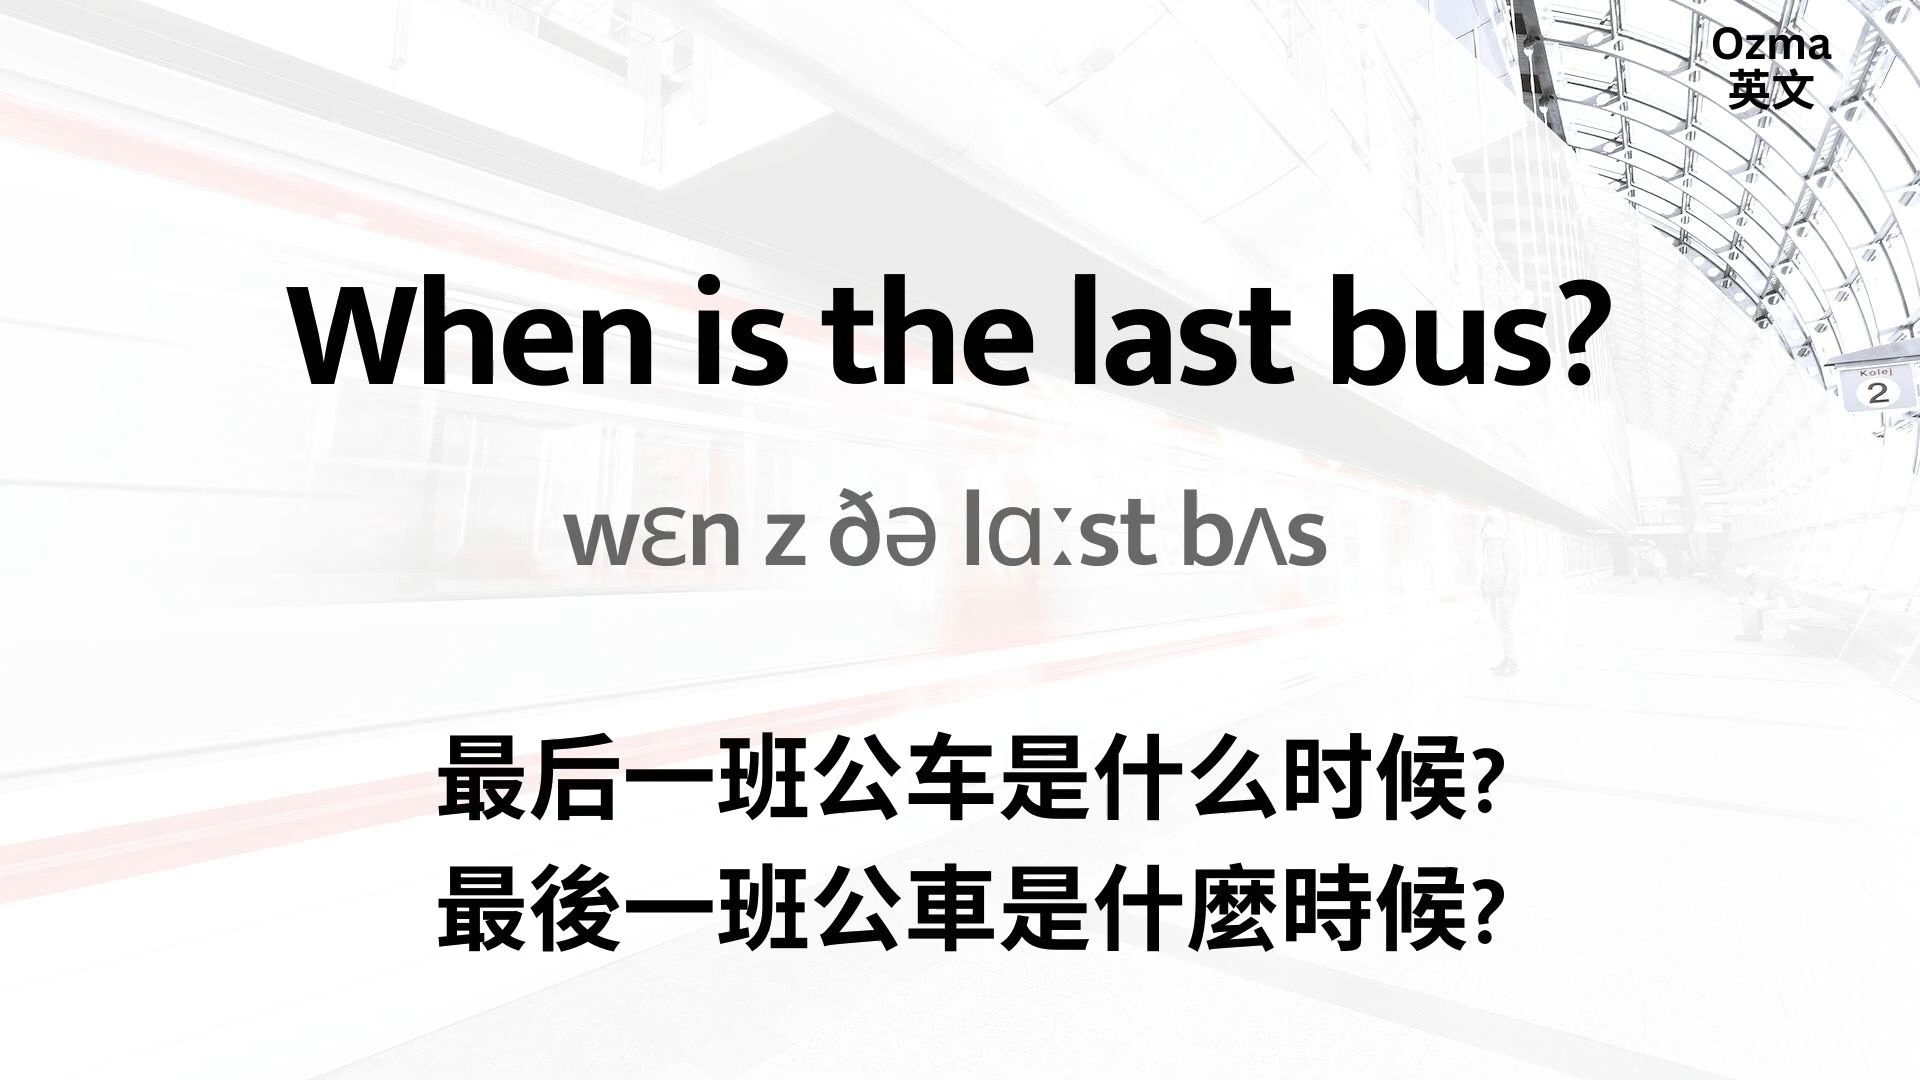 Ozma
英文
Kolej
2
When is the last bus?
wɛn z ðə lɑːst bʌs
最后一班公车是什么时候?
最後一班公車是什麼時候?